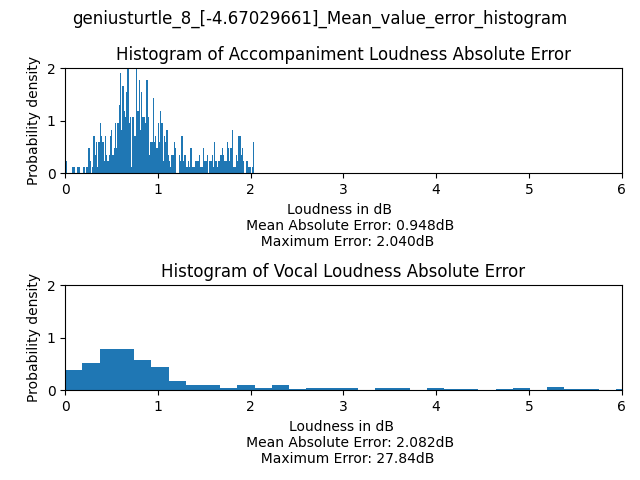 geniusturtle_8_[-4.67029661]_Mean_value_error_histogram
Histogram of Accompaniment Loudness Absolute Error
Probability density
2
1
0
0 1 2 3 4 5 6
Loudness in dB
Mean Absolute Error: 0.948dB
Maximum Error: 2.040dB
Histogram of Vocal Loudness Absolute Error
Probability density
2
1
0
0 1 2 3 4 5 6
Loudness in dB
Mean Absolute Error: 2.082dB
Maximum Error: 27.84dB